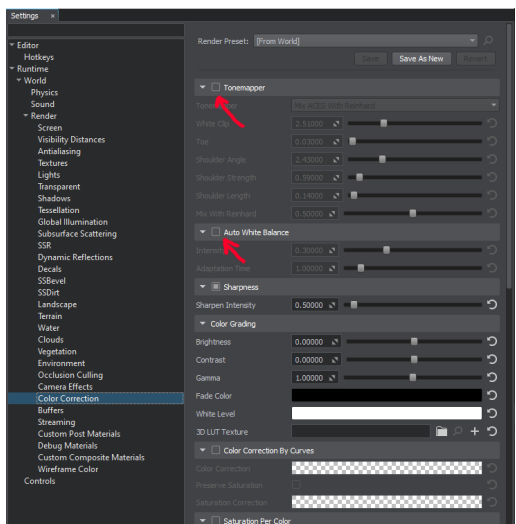 Settings ×
Render Preset: [From World]
Save Save As New Revert
Editor
Hotkeys
Runtime
World
Physics
Sound
Render
Screen
Visibility Distances
Antialiasing
Textures
Lights
Transparent
Shadows
Tessellation
Global Illumination
Subsurface Scattering
SSR
Dynamic Reflections
Decals
SSBevel
SSDirt
Landscape
Terrain
Water
Clouds
Vegetation
Environment
Occlusion Culling
Camera Effects
Color Correction
Buffers
Streaming
Custom Post Materials
Debug Materials
Custom Composite Materials
Wireframe Color
Controls
Tonemapper
Mix ACES With Reinhard
White Clip 2.51000
Toe 0.03000
Shoulder Angle 2.43000
Shoulder Strength 0.59000
Shoulder Length 0.14000
Mix With Reinhard 0.50000
Auto White Balance
Intensity 0.30000
Adaptation Time 1.00000
Sharpness
Sharpen Intensity 0.50000
Color Grading
Brightness 0.00000
Contrast 0.00000
Gamma 1.00000
Fade Color
White Level
3D LUT Texture
Color Correction By Curves
Color Correction
Preserve Saturation
Saturation Correction
Saturation Per Color